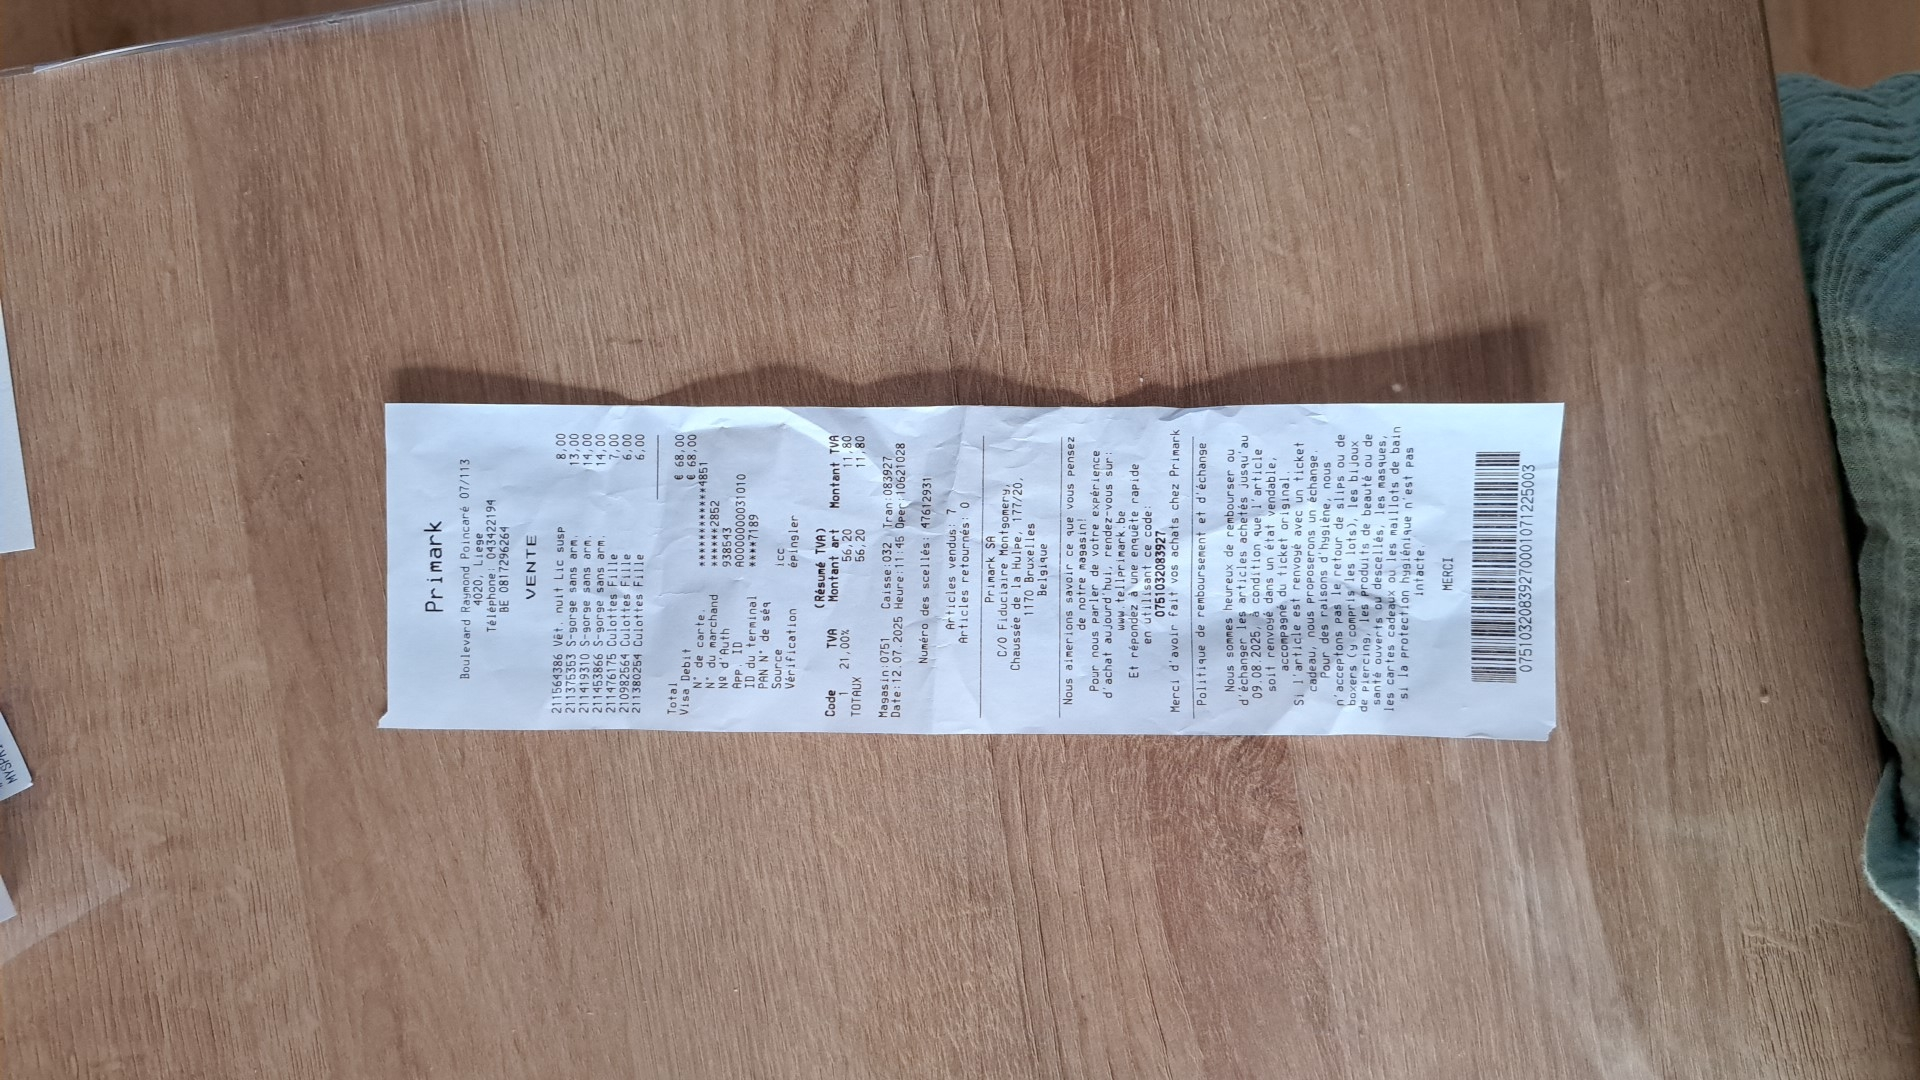 Primark
Boulevard Raymond Poincaré 07/113
4020, Liege
Téléphone: 043422194
BE 0817296264
VENTE
211564386 Vêt. nuit Lic susp 8,00
211375353 S-gorge sans arm. 13,00
211419310 S-gorge sans arm. 14,00
211453866 S-gorge sans arm. 14,00
211476175 Culottes Fille 7,00
210982564 Culottes Fille 6,00
211380254 Culottes Fille 6,00
Total € 68,00
Visa Debit € 68,00
N° de carte. ************4851
N° du marchand ******2852
Nº d'Auth 938543
App. ID A0000000031010
ID du terminal ****7189
PAN N° de séq
Source icc
Vérification épingler
(Résumé TVA)
Code TVA Montant art Montant TVA
1 21,00% 56,20 11,80
TOTAUX 56,20 11,80
Magasin:0751 Caisse:032 Tran:083927
Date:12.07.2025 Heure:11:45 Oper:10621028
Numéro des scellés: 47612931
Articles vendus: 7
Articles retournés: 0
Primark SA
C/O Fiduciaire Montgomery,
Chaussée de la Hulpe, 177/20,
1170 Bruxelles
Belgique
Nous aimerions savoir ce que vous pensez
de notre magasin!
Pour nous parler de votre expérience
d'achat aujourd'hui, rendez-vous sur:
www.tellprimark.be
Et répondez à une enquête rapide
en utilisant ce code:
0751032083927
Merci d'avoir fait vos achats chez Primark
Politique de remboursement et d'échange
Nous sommes heureux de rembourser ou
d'échanger les articles achetés jusqu'au
09.08.2025, à condition que l'article
soit renvoyé dans un état vendable,
accompagné du ticket original.
Si l'article est renvoyé avec un ticket
cadeau, nous proposerons un échange.
Pour des raisons d'hygiène, nous
n'acceptons pas le retour de slips ou de
boxers (y compris les lots), les bijoux
de piercing, les produits de beauté ou de
santé ouverts ou descellés, les masques,
les cartes cadeaux ou les maillots de bain
si la protection hygiénique n'est pas
intacte.
MERCI
0751032083927000107122​5003